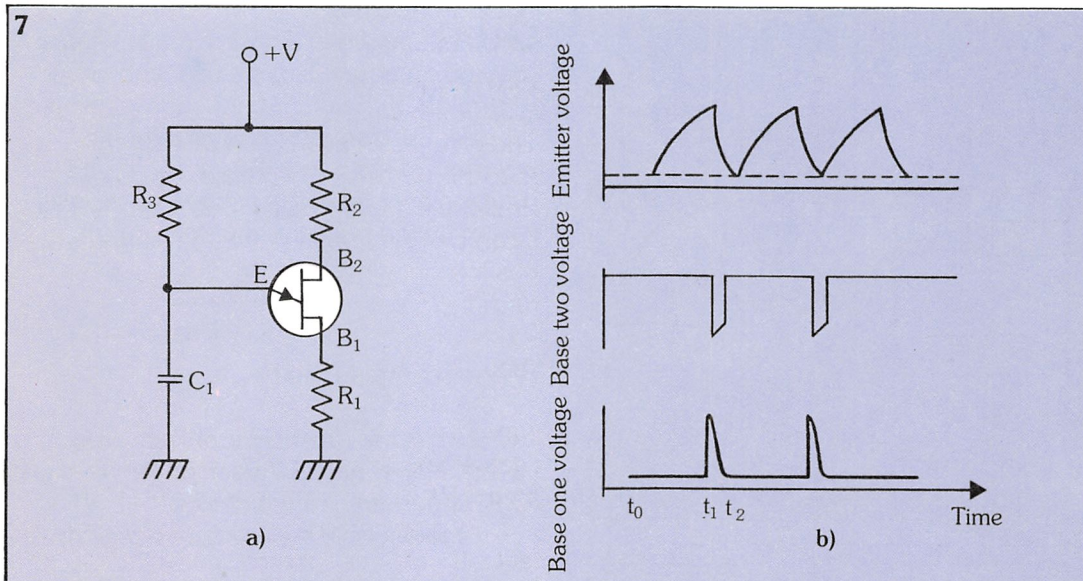 7
+V
R₃
R₂
B₂
E
B₁
C₁
R₁
a)
Emitter voltage
Base two voltage
Base one voltage
t₀
t₁ t₂
Time
b)